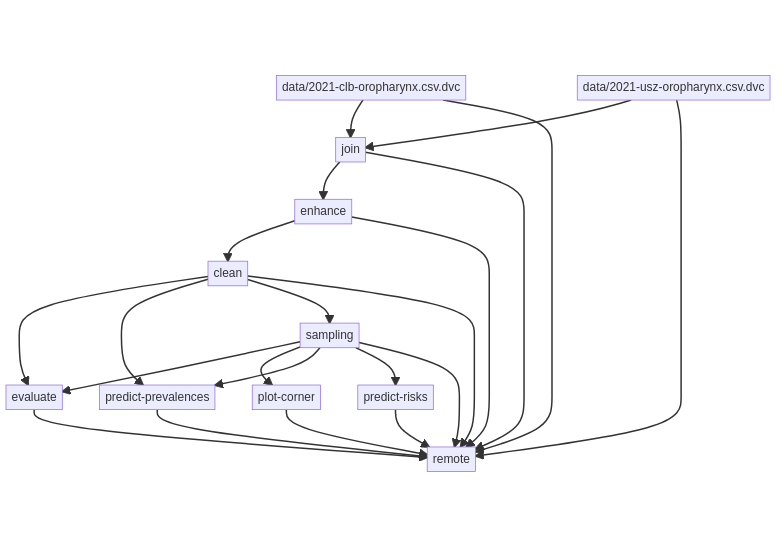 data/2021-clb-oropharynx.csv.dvc
data/2021-usz-oropharynx.csv.dvc
join
enhance
clean
sampling
evaluate
predict-prevalences
plot-corner
predict-risks
remote